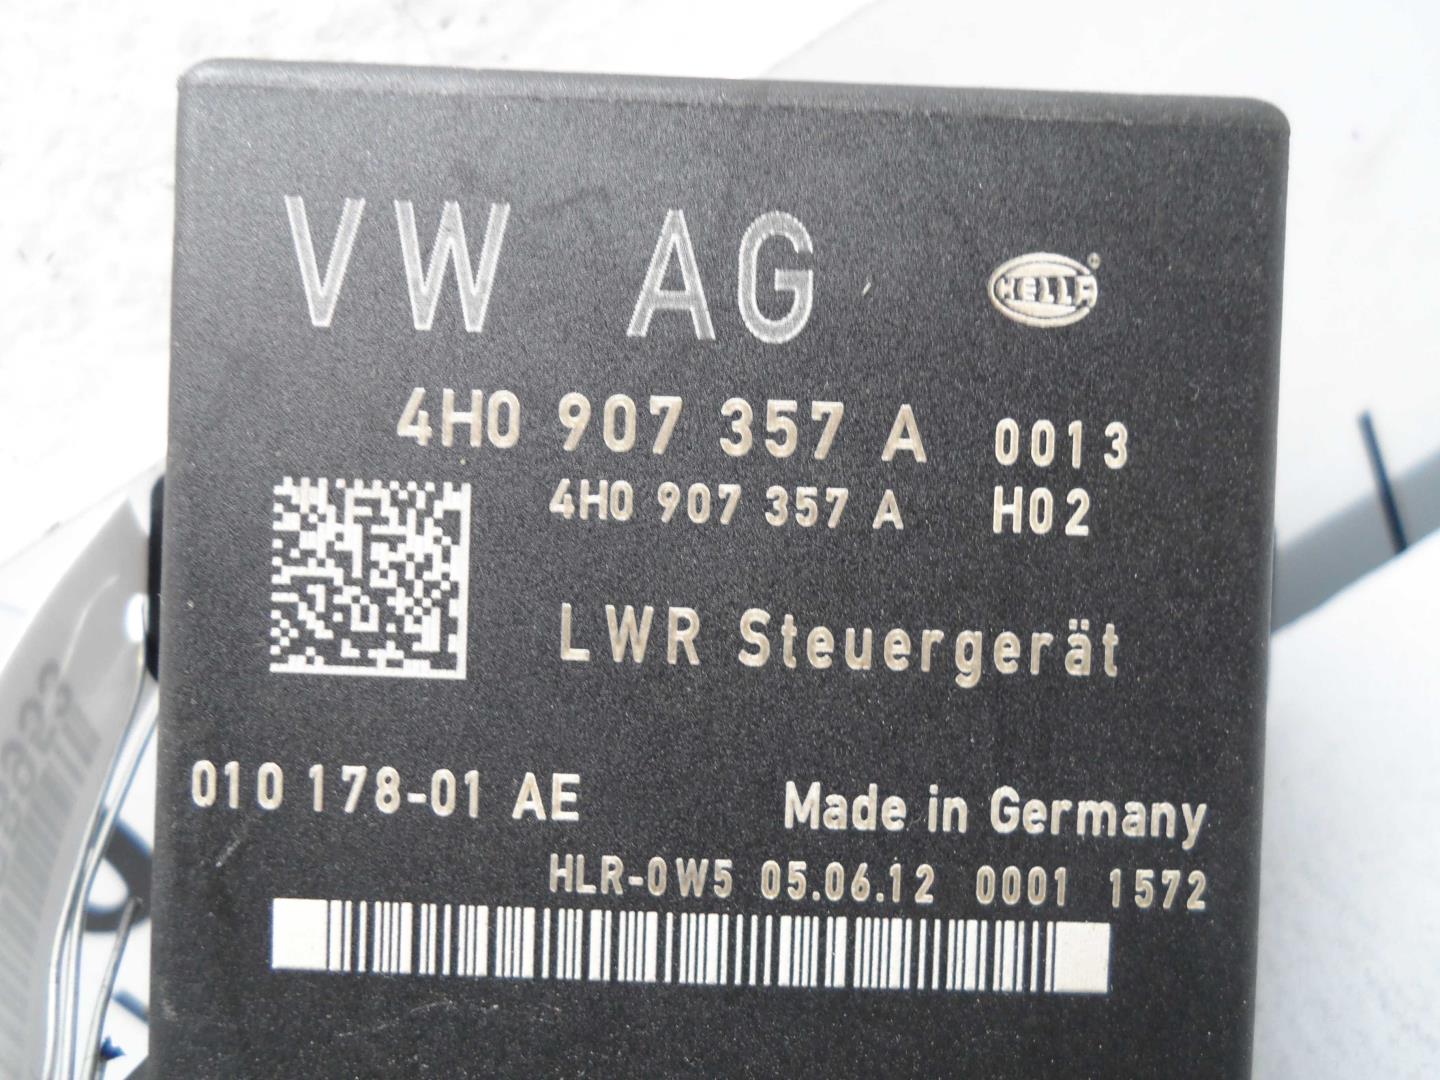 VW AG HELLA
4H0 907 357 A 0013
4H0 907 357 A H02
LWR Steuergerät
010 178-01 AE
Made in Germany
HLR-0W5 05.06.12 0001 1572